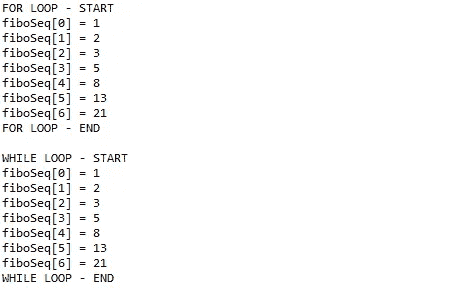 FOR LOOP - START
fiboSeq[0] = 1
fiboSeq[1] = 2
fiboSeq[2] = 3
fiboSeq[3] = 5
fiboSeq[4] = 8
fiboSeq[5] = 13
fiboSeq[6] = 21
FOR LOOP - END

WHILE LOOP - START
fiboSeq[0] = 1
fiboSeq[1] = 2
fiboSeq[2] = 3
fiboSeq[3] = 5
fiboSeq[4] = 8
fiboSeq[5] = 13
fiboSeq[6] = 21
WHILE LOOP - END